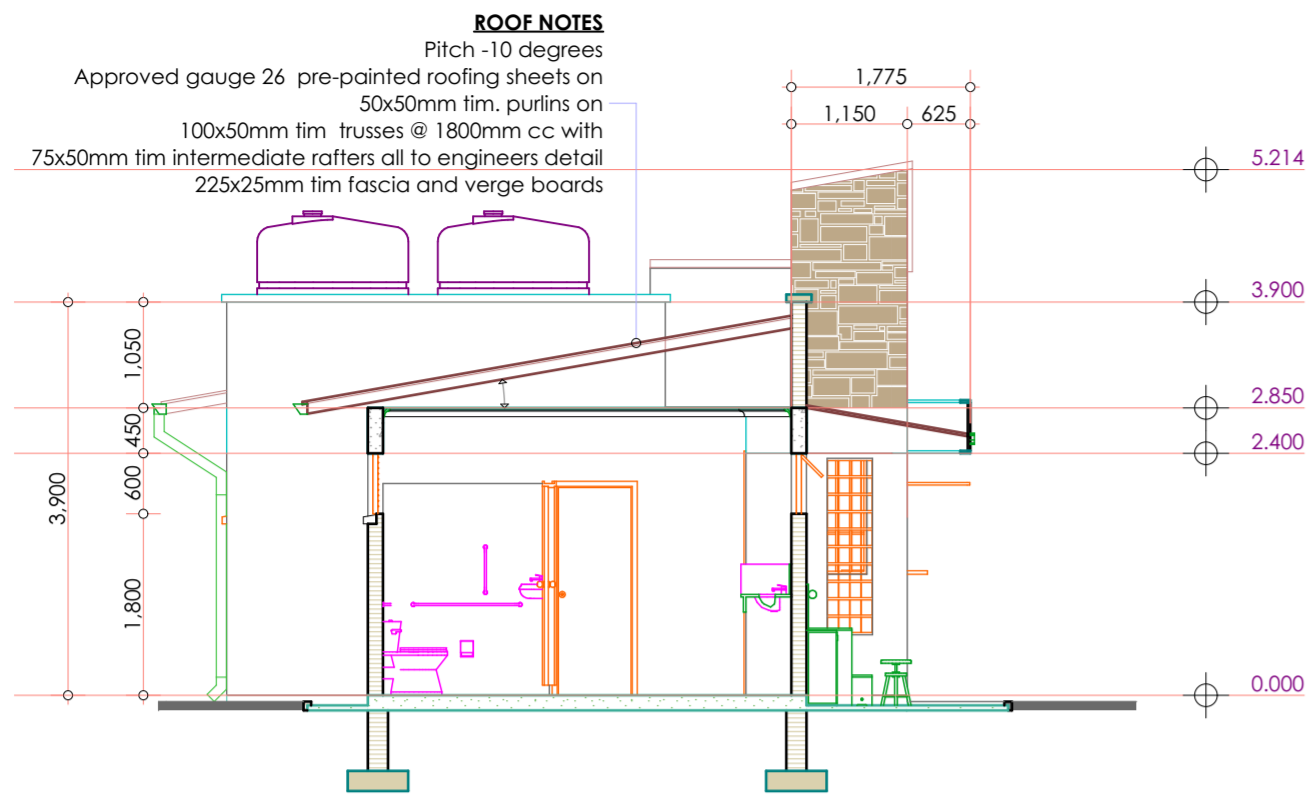 ROOF NOTES
Pitch -10 degrees
Approved gauge 26 pre-painted roofing sheets on
50x50mm tim. purlins on
100x50mm tim trusses @ 1800mm cc with
75x50mm tim intermediate rafters all to engineers detail
225x25mm tim fascia and verge boards
1,775
1,150
625
5.214
3.900
2.850
2.400
0.000
3,900
1,050
450
600
1,800